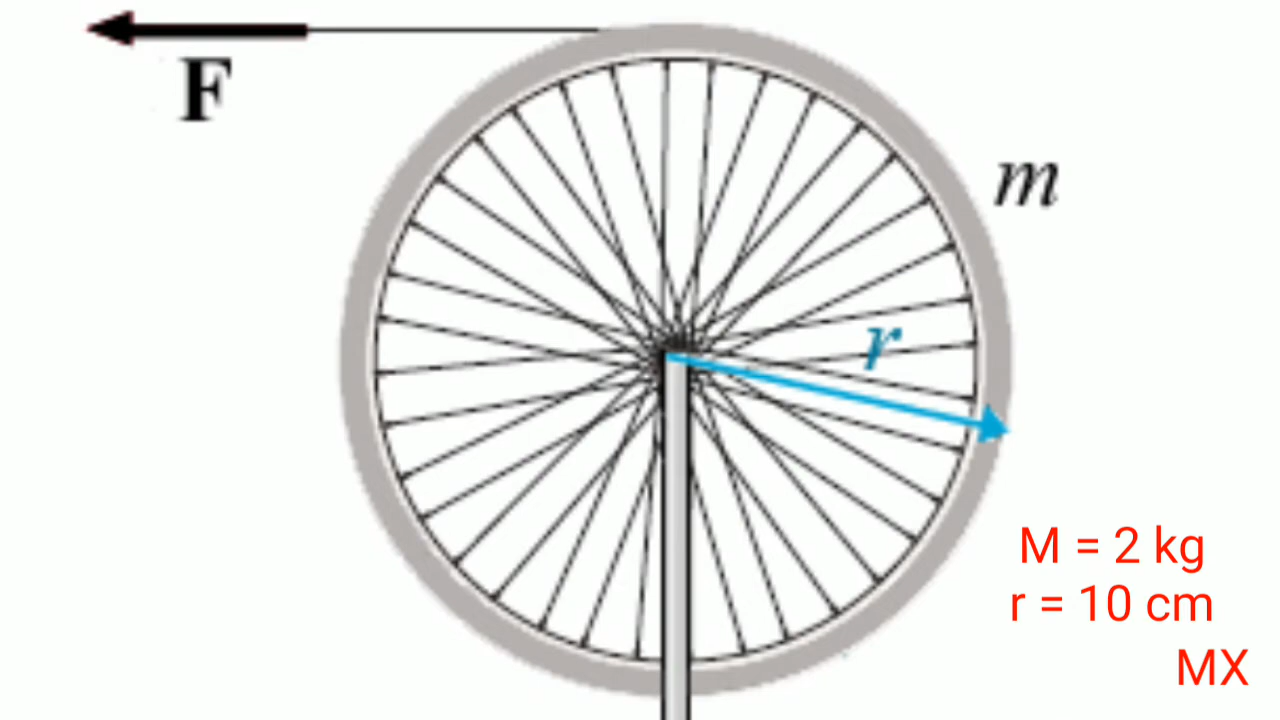 F
m
r
M = 2 kg
r = 10 cm
MX